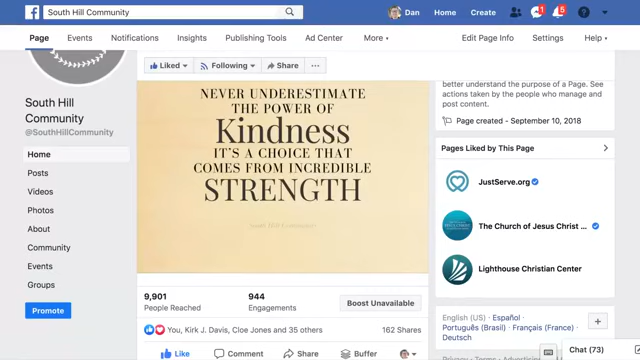 South Hill Community
Dan
Home
Create
1
5
Page
Events
Notifications
Insights
Publishing Tools
Ad Center
More
Edit Page Info
Settings
Help
Liked
Following
Share
South Hill
Community
@SouthHillCommunity
Home
Posts
Videos
Photos
About
Community
Events
Groups
Promote
NEVER UNDERESTIMATE
THE POWER OF
Kindness
IT'S A CHOICE THAT
COMES FROM INCREDIBLE
STRENGTH
South Hill Community
9,901
People Reached
944
Engagements
Boost Unavailable
You, Kirk J. Davis, Cloe Jones and 35 others
162 Shares
Like
Comment
Share
Buffer
better understand the purpose of a Page. See
actions taken by the people who manage and
post content.
Page created - September 10, 2018
Pages Liked by This Page
JustServe.org
The Church of Jesus Christ ...
Lighthouse Christian Center
English (US) · Español ·
Português (Brasil) · Français (France) ·
Deutsch
Privacy · Terms · Advertising
Chat (73)